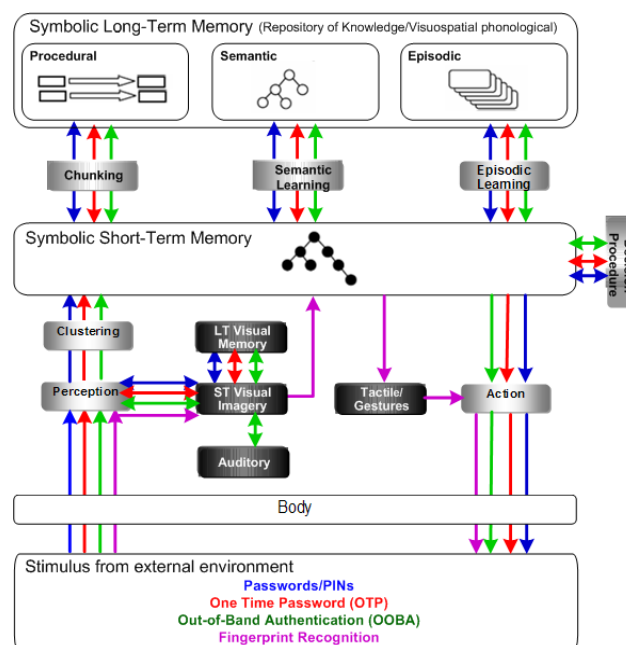 Symbolic Long-Term Memory (Repository of Knowledge/Visuospatial phonological)
Procedural
Semantic
Episodic
Chunking
Semantic
Learning
Episodic
Learning
Symbolic Short-Term Memory
Procedure
Clustering
LT Visual
Memory
Perception
ST Visual
Imagery
Tactile/
Gestures
Action
Auditory
Body
Stimulus from external environment
Passwords/PINs
One Time Password (OTP)
Out-of-Band Authentication (OOBA)
Fingerprint Recognition